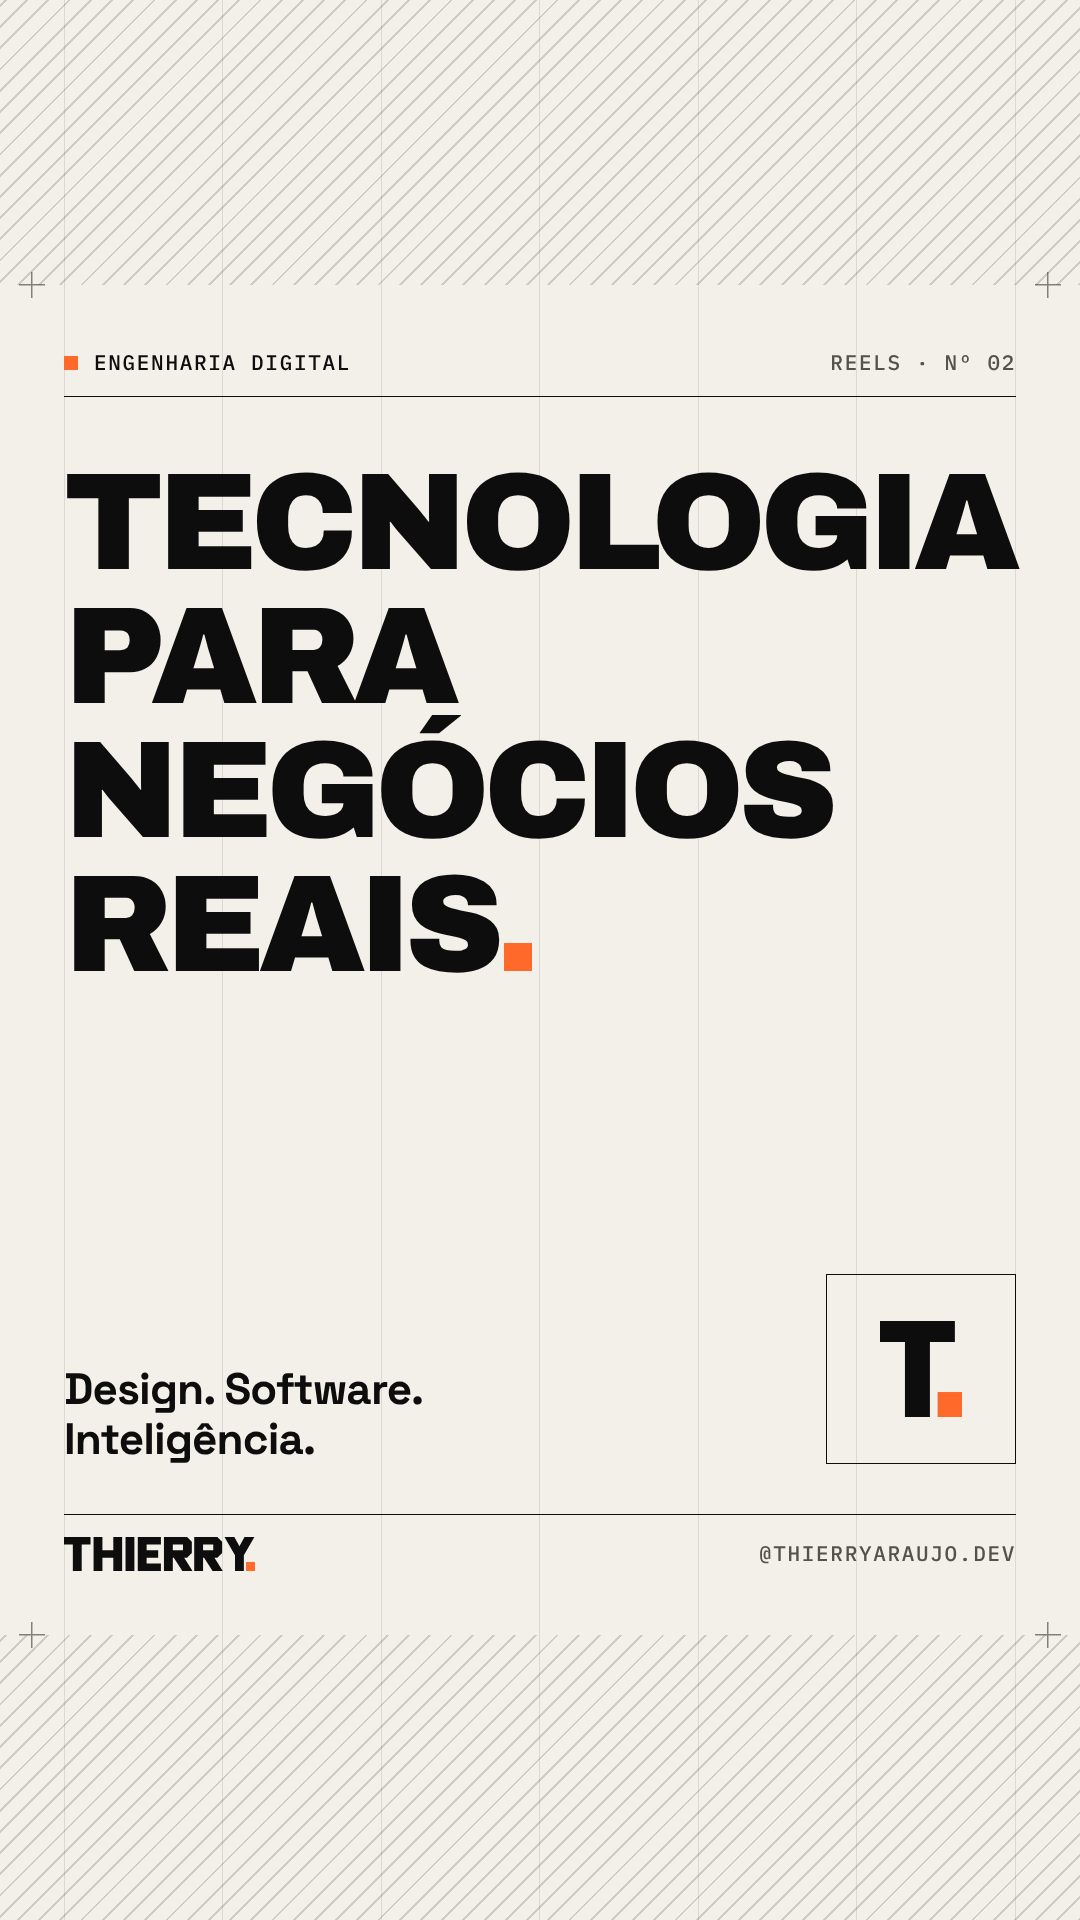 ENGENHARIA DIGITAL
REELS · Nº 02
TECNOLOGIA
PARA
NEGÓCIOS
REAIS.
Design. Software.
Inteligência.
T.
THIERRY.
@THIERRYARAUJO.DEV